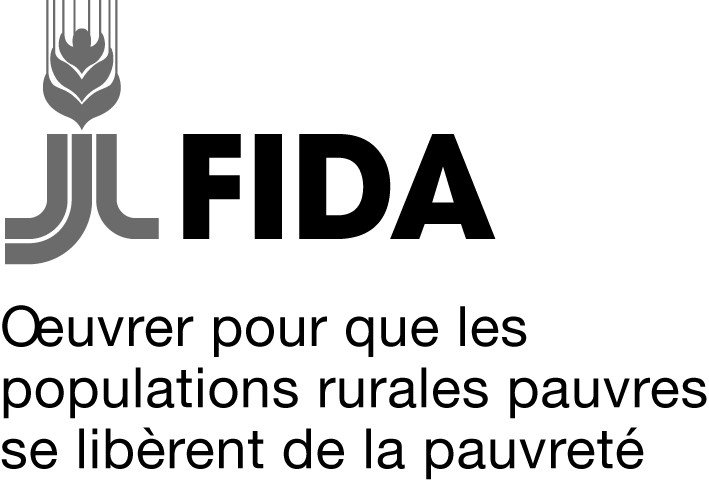 FIDA
Œuvrer pour que les
populations rurales pauvres
se libèrent de la pauvreté